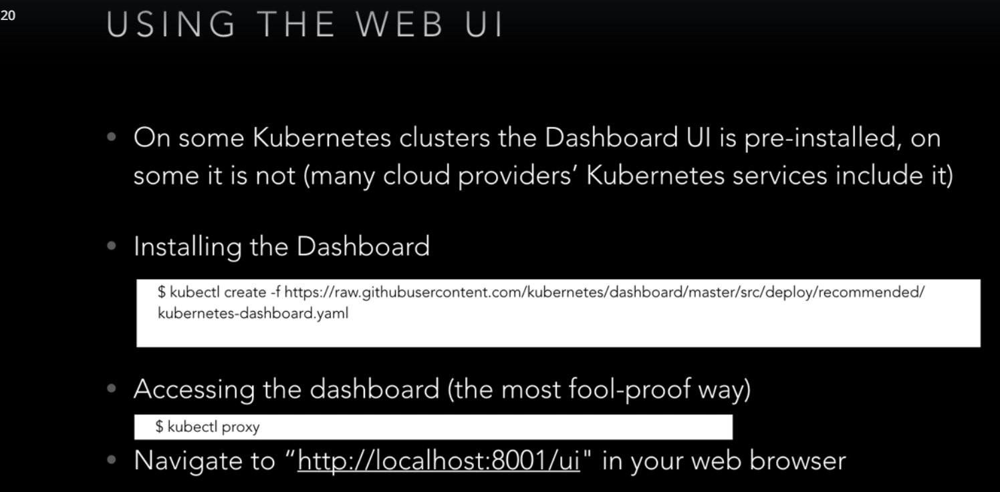 20
USING THE WEB UI
• On some Kubernetes clusters the Dashboard UI is pre-installed, on
some it is not (many cloud providers’ Kubernetes services include it)
• Installing the Dashboard
$ kubectl create -f https://raw.githubusercontent.com/kubernetes/dashboard/master/src/deploy/recommended/
kubernetes-dashboard.yaml
• Accessing the dashboard (the most fool-proof way)
$ kubectl proxy
• Navigate to “http://localhost:8001/ui" in your web browser